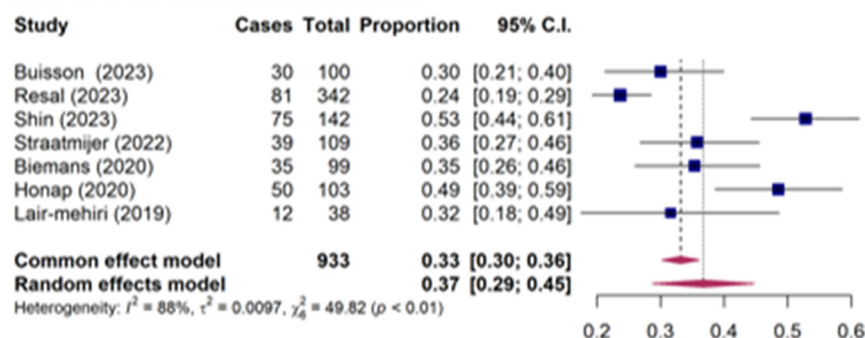 Study Cases Total Proportion 95% C.I.
Buisson (2023) 30 100 0.30 [0.21; 0.40]
Resal (2023) 81 342 0.24 [0.19; 0.29]
Shin (2023) 75 142 0.53 [0.44; 0.61]
Straatmijer (2022) 39 109 0.36 [0.27; 0.46]
Biemans (2020) 35 99 0.35 [0.26; 0.46]
Honap (2020) 50 103 0.49 [0.39; 0.59]
Lair-mehiri (2019) 12 38 0.32 [0.18; 0.49]
Common effect model 933 0.33 [0.30; 0.36]
Random effects model 0.37 [0.29; 0.45]
Heterogeneity: I² = 88%, τ² = 0.0097, χ²₆ = 49.82 (p < 0.01)
0.2 0.3 0.4 0.5 0.6